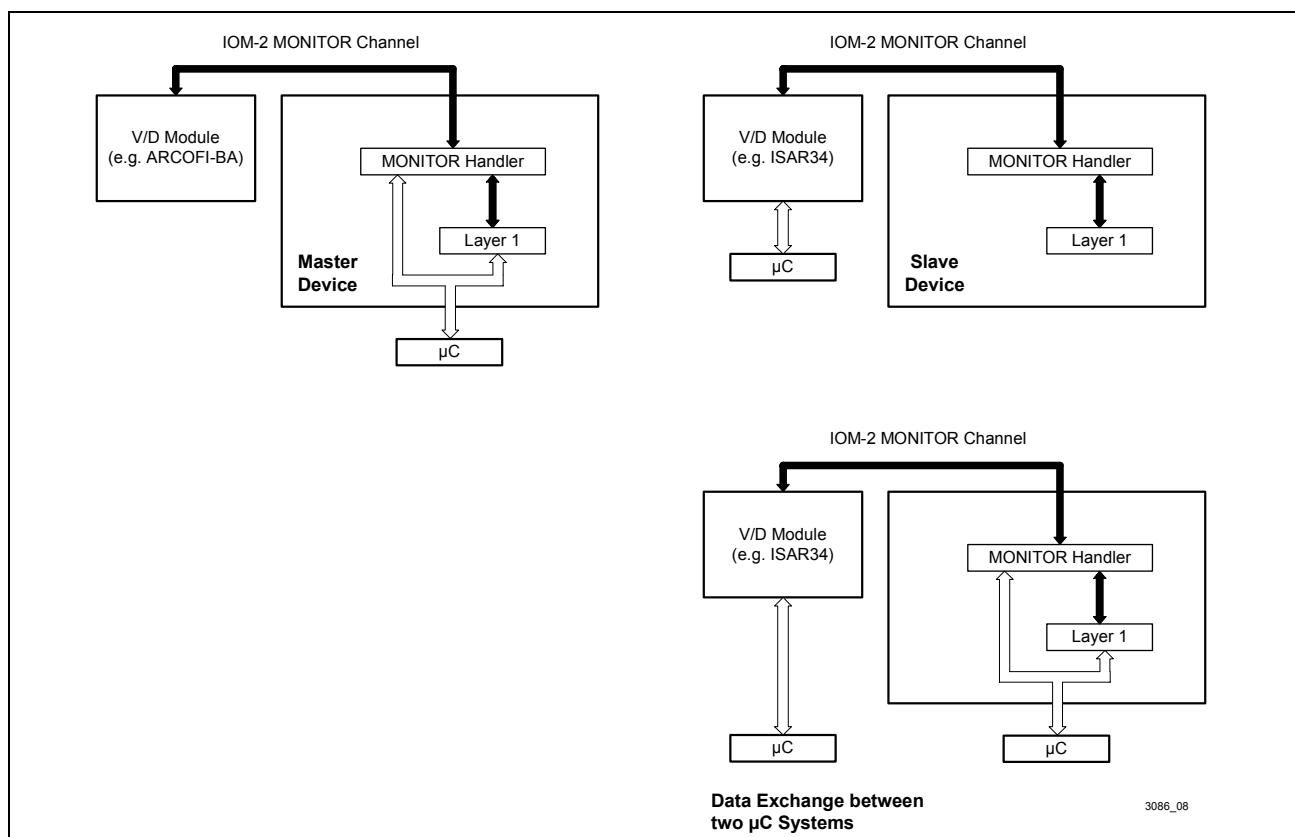 IOM-2 MONITOR Channel
V/D Module
(e.g. ARCOFI-BA)
MONITOR Handler
Layer 1
Master
Device
µC
IOM-2 MONITOR Channel
V/D Module
(e.g. ISAR34)
µC
MONITOR Handler
Layer 1
Slave
Device
IOM-2 MONITOR Channel
V/D Module
(e.g. ISAR34)
MONITOR Handler
Layer 1
µC
µC
Data Exchange between
two µC Systems
3086_08